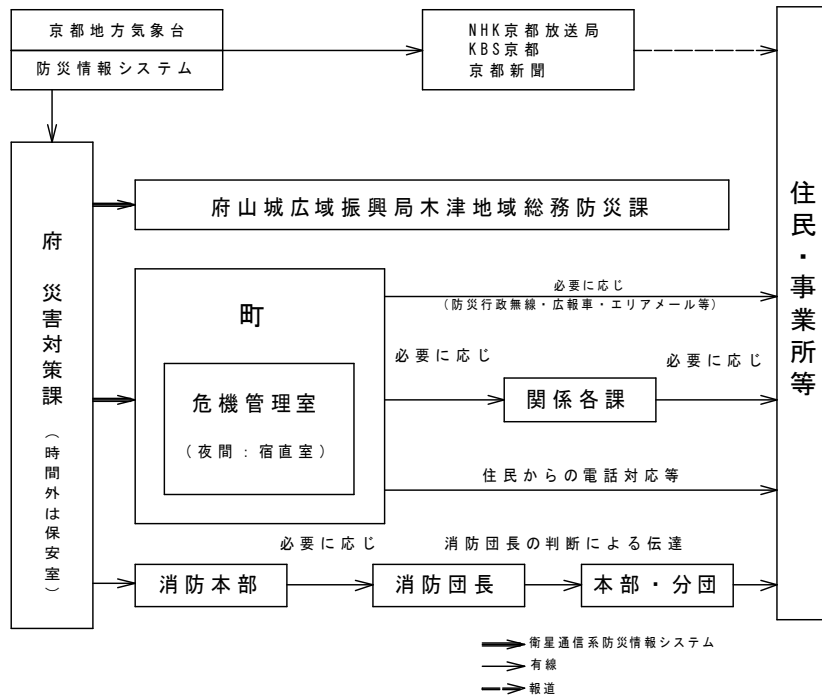 京都地方気象台
防災情報システム
NHK京都放送局
KBS京都
京都新聞
住民・事業所等
府 災害対策課
(時間外は保安室)
府山城広域振興局木津地域総務防災課
町
危機管理室
(夜間:宿直室)
必要に応じ
(防災行政無線・広報車・エリアメール等)
必要に応じ
必要に応じ
関係各課
住民からの電話対応等
必要に応じ
消防団長の判断による伝達
消防本部
消防団長
本部・分団
衛星通信系防災情報システム
有線
報道